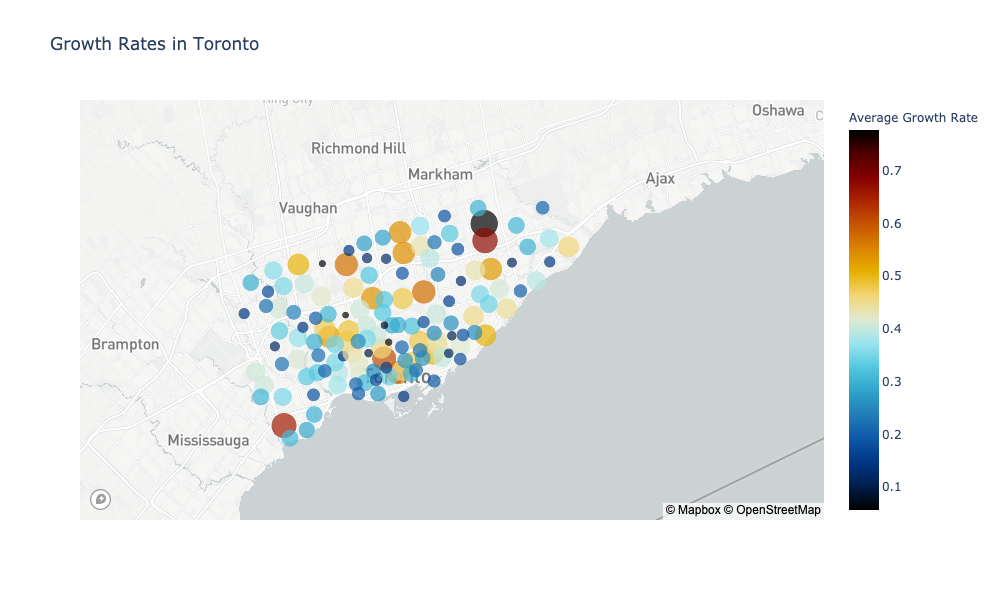 Growth Rates in Toronto
Average Growth Rate
Oshawa
Richmond Hill
Markham
Ajax
Vaughan
Brampton
Mississauga
0.7
0.6
0.5
0.4
0.3
0.2
0.1
© Mapbox © OpenStreetMap